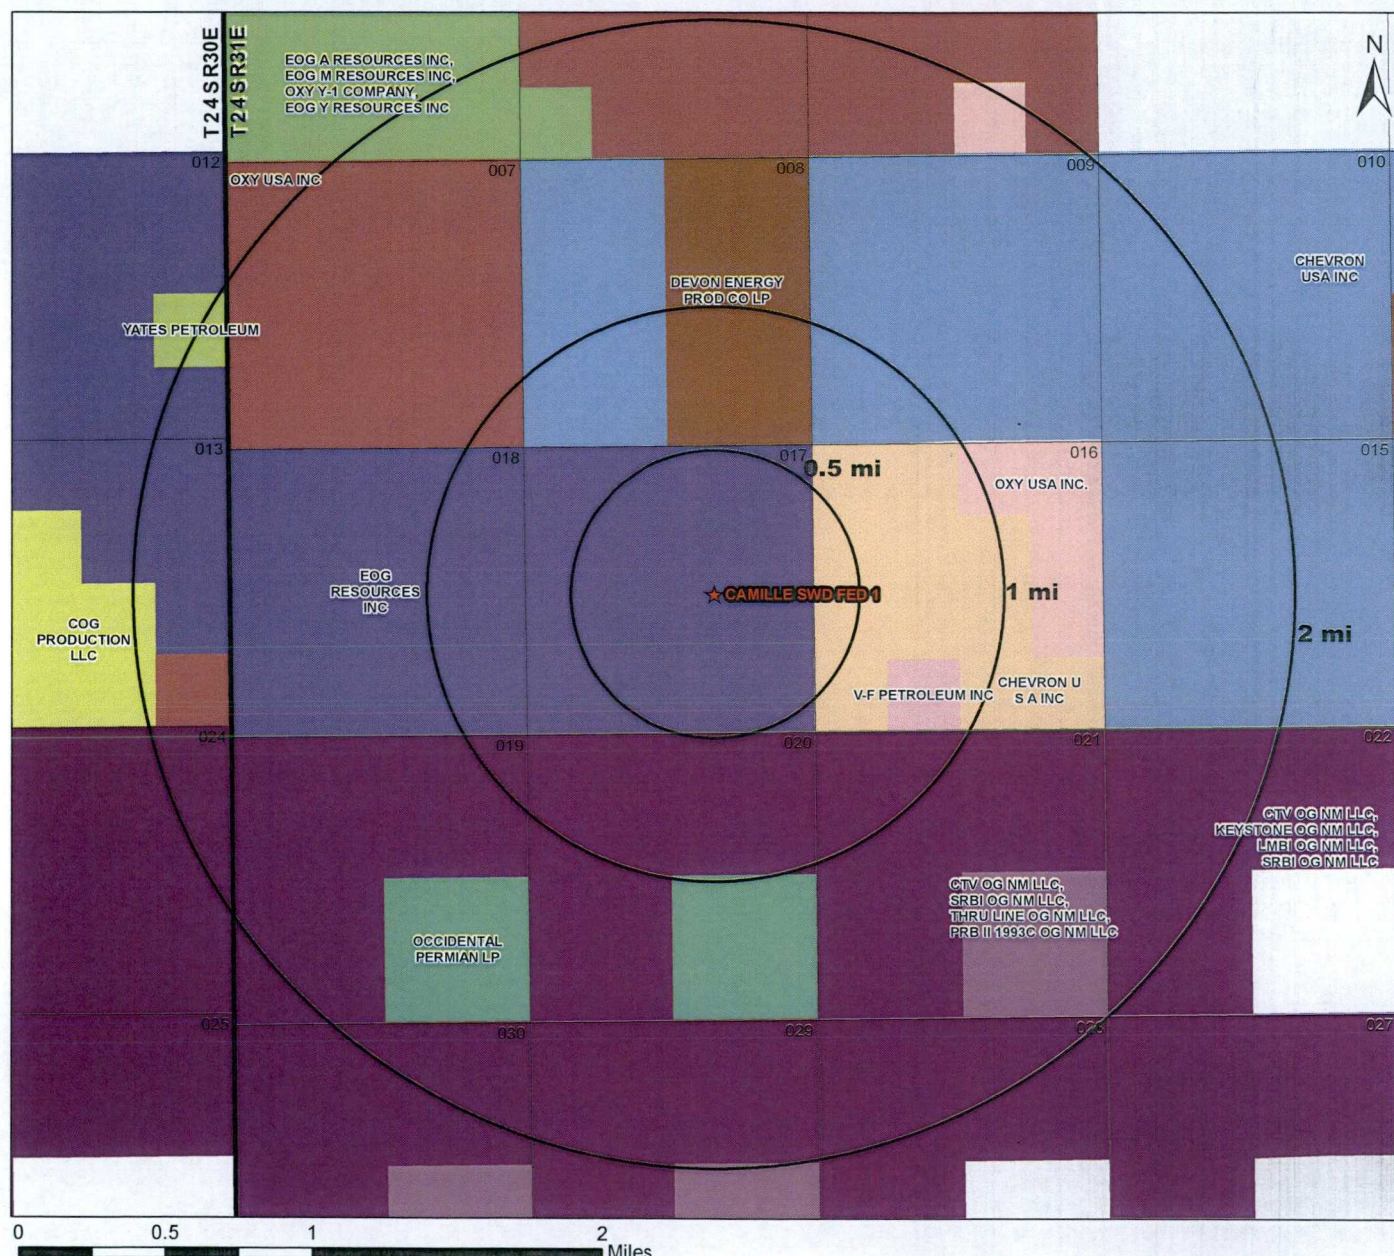 T24SR30E
T24SR31E
EOG A RESOURCES INC,
EOG M RESOURCES INC,
OXY Y-1 COMPANY,
EOG Y RESOURCES INC
N
012
OXY USA INC
007
008
009
010
CHEVRON
USA INC
DEVON ENERGY
PROD CO LP
YATES PETROLEUM
013
018
017
016
015
0.5 mi
OXY USA INC.
EOG
RESOURCES
INC
CAMILLE SWD FED 1
1 mi
2 mi
COG
PRODUCTION
LLC
V-F PETROLEUM INC
CHEVRON U
S A INC
024
019
020
021
022
CTV OG NM LLC,
KEYSTONE OG NM LLC,
LMBI OG NM LLC,
SRBI OG NM LLC
CTV OG NM LLC,
SRBI OG NM LLC,
THRU LINE OG NM LLC,
PRB II 1993C OG NM LLC
OCCIDENTAL
PERMIAN LP
025
030
029
028
027
0 0.5 1 2
Miles